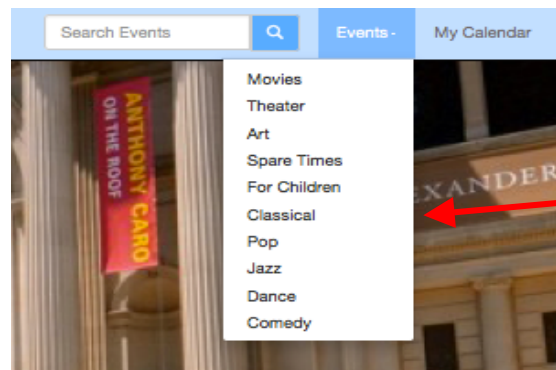 Search Events
Events -
My Calendar
Movies
Theater
Art
Spare Times
For Children
Classical
Pop
Jazz
Dance
Comedy
ANTHONY CARO
ON THE ROOF
EXANDER